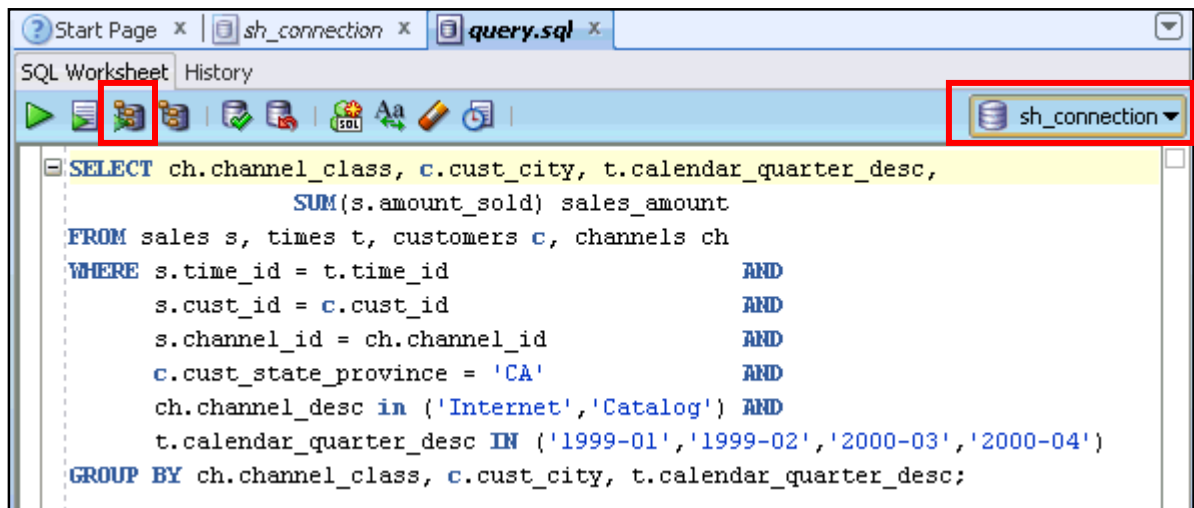 Start Page x sh_connection x query.sql x
SQL Worksheet History
SQL Aa sh_connection
SELECT ch.channel_class, c.cust_city, t.calendar_quarter_desc,
SUM(s.amount_sold) sales_amount
FROM sales s, times t, customers c, channels ch
WHERE s.time_id = t.time_id AND
s.cust_id = c.cust_id AND
s.channel_id = ch.channel_id AND
c.cust_state_province = 'CA' AND
ch.channel_desc in ('Internet','Catalog') AND
t.calendar_quarter_desc IN ('1999-01','1999-02','2000-03','2000-04')
GROUP BY ch.channel_class, c.cust_city, t.calendar_quarter_desc;